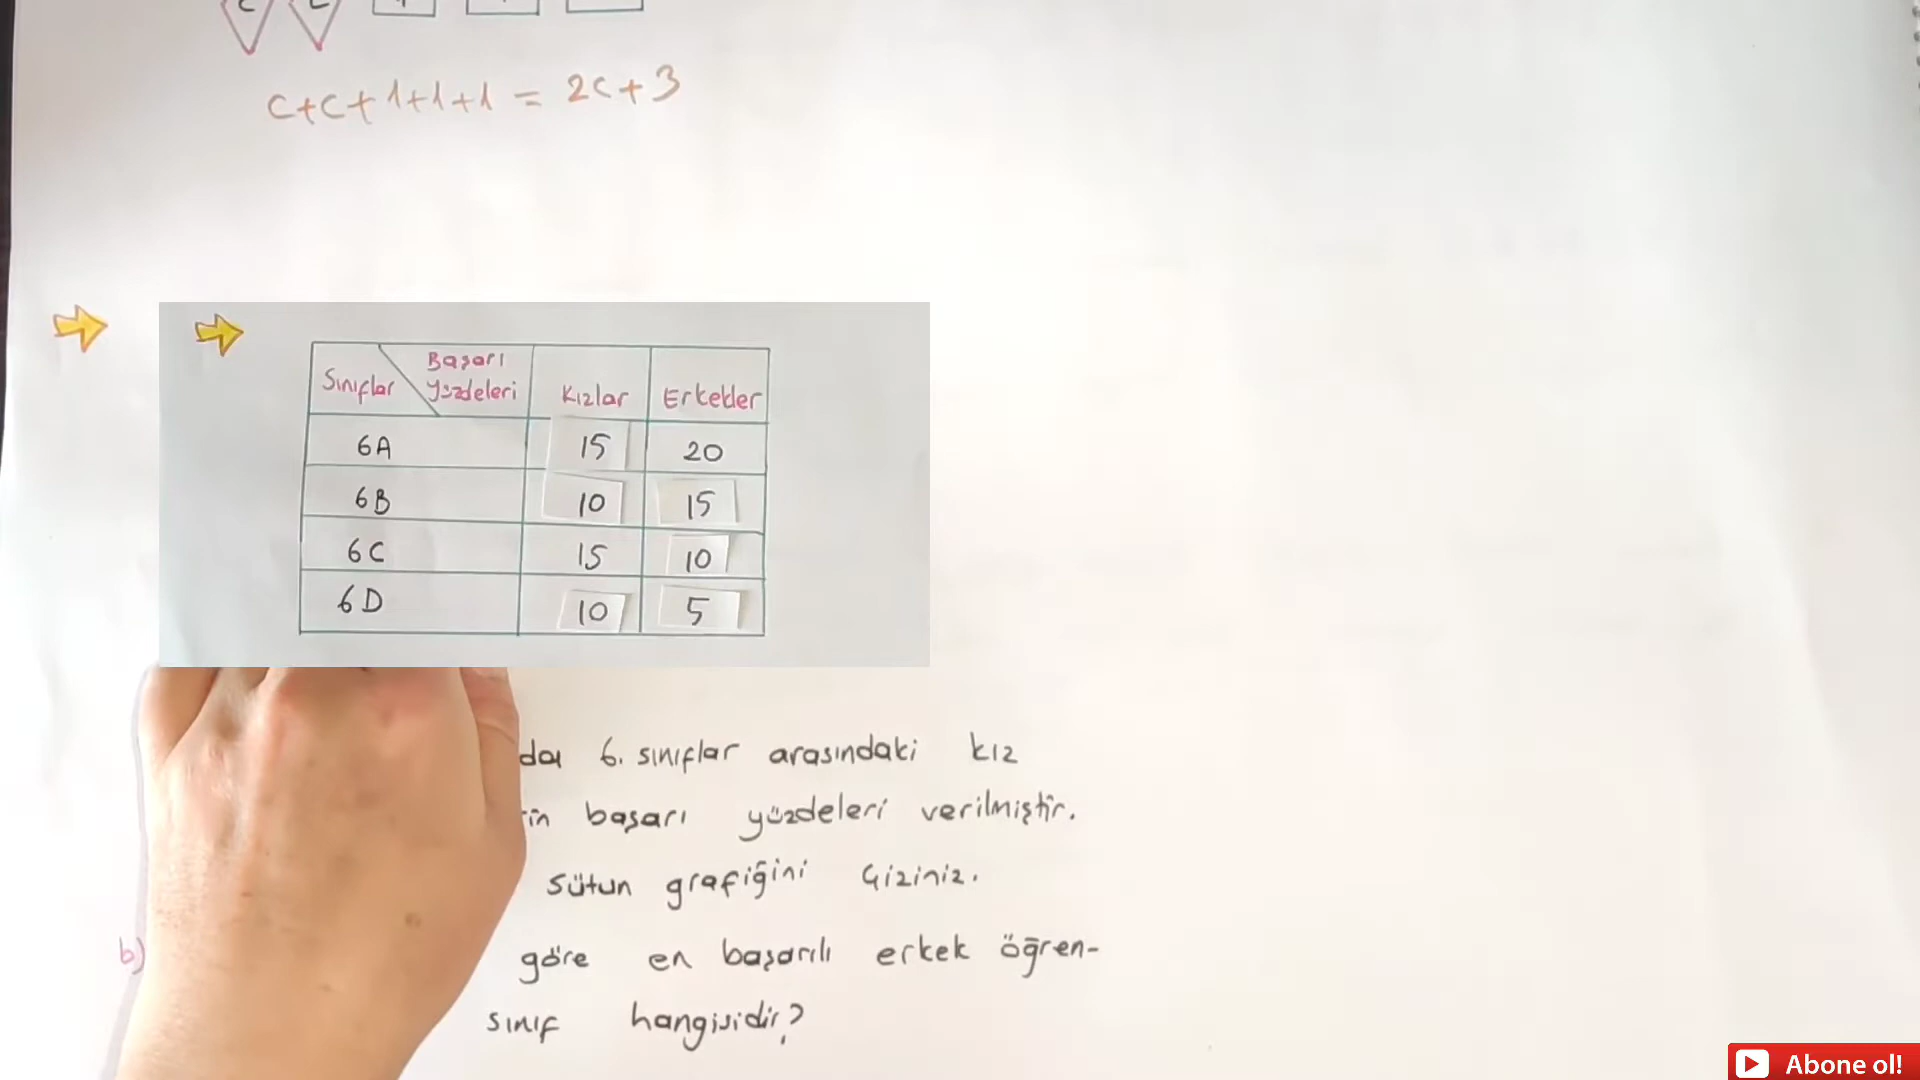 c+c+1+1+1 = 2c+3
Sınıflar Başarı yüzdeleri Kızlar Erkekler
6A 15 20
6B 10 15
6C 15 10
6D 10 5
6. sınıflar arasındaki kız
başarı yüzdeleri verilmiştir.
sütun grafiğini çiziniz.
b) göre en başarılı erkek öğren-
sınıf hangisidir?
Abone ol!